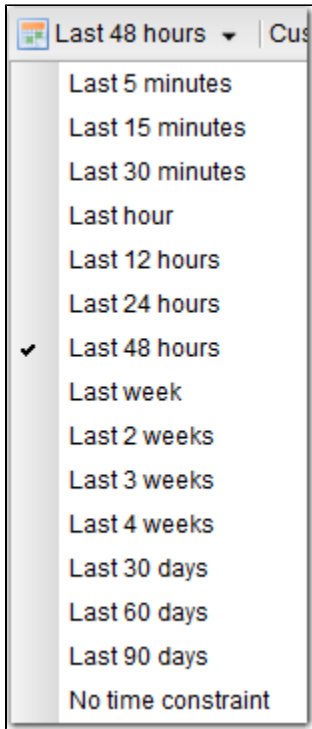 Last 48 hours
Last 5 minutes
Last 15 minutes
Last 30 minutes
Last hour
Last 12 hours
Last 24 hours
Last 48 hours
Last week
Last 2 weeks
Last 3 weeks
Last 4 weeks
Last 30 days
Last 60 days
Last 90 days
No time constraint